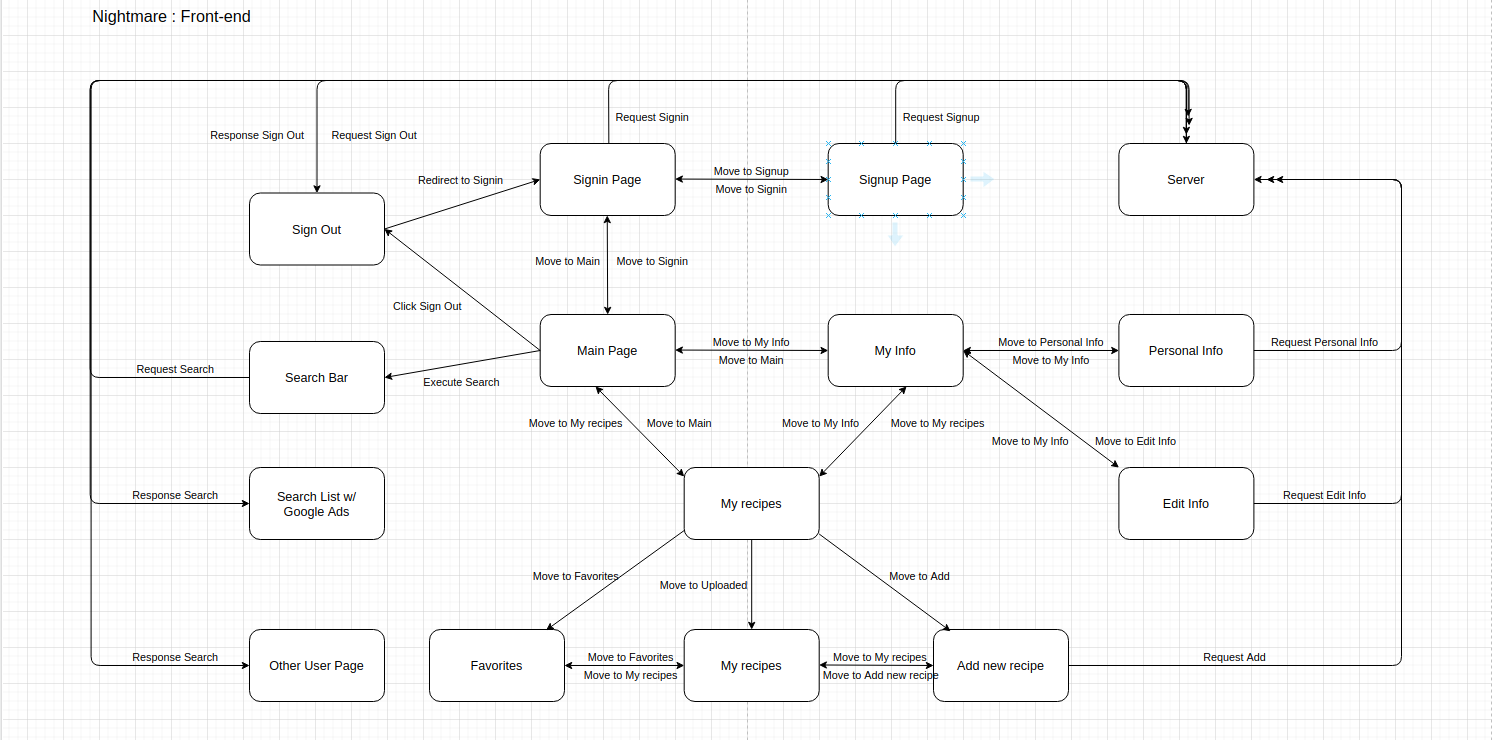 Nightmare : Front-end
Request Signin
Request Signup
Response Sign Out
Request Sign Out
Redirect to Signin
Signin Page
Move to Signup
Move to Signin
Signup Page
Server
Sign Out
Move to Main
Move to Signin
Click Sign Out
Main Page
Move to My Info
Move to Main
My Info
Move to Personal Info
Move to My Info
Personal Info
Request Personal Info
Request Search
Search Bar
Execute Search
Move to My recipes
Move to Main
Move to My Info
Move to My recipes
Move to My Info
Move to Edit Info
Response Search
Search List w/
Google Ads
My recipes
Edit Info
Request Edit Info
Move to Favorites
Move to Uploaded
Move to Add
Response Search
Other User Page
Favorites
Move to Favorites
Move to My recipes
My recipes
Move to My recipes
Move to Add new recipe
Add new recipe
Request Add